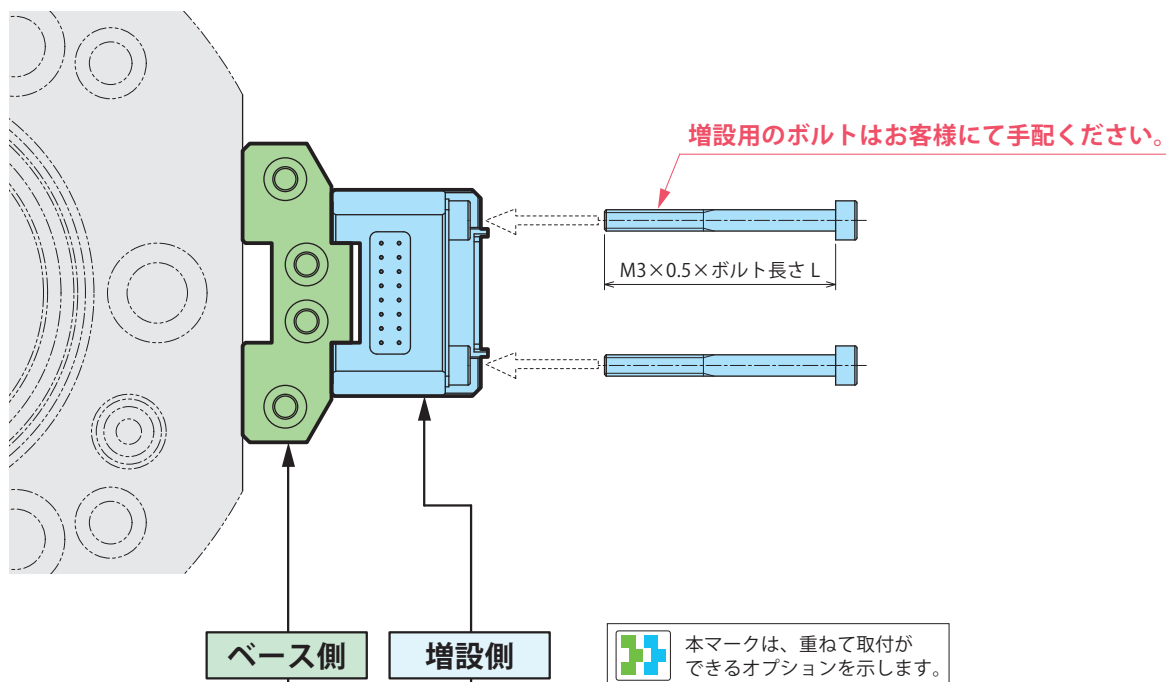 増設用のボルトはお客様にて手配ください。
M3×0.5×ボルト長さ L
ベース側
増設側
本マークは、重ねて取付が
できるオプションを示します。